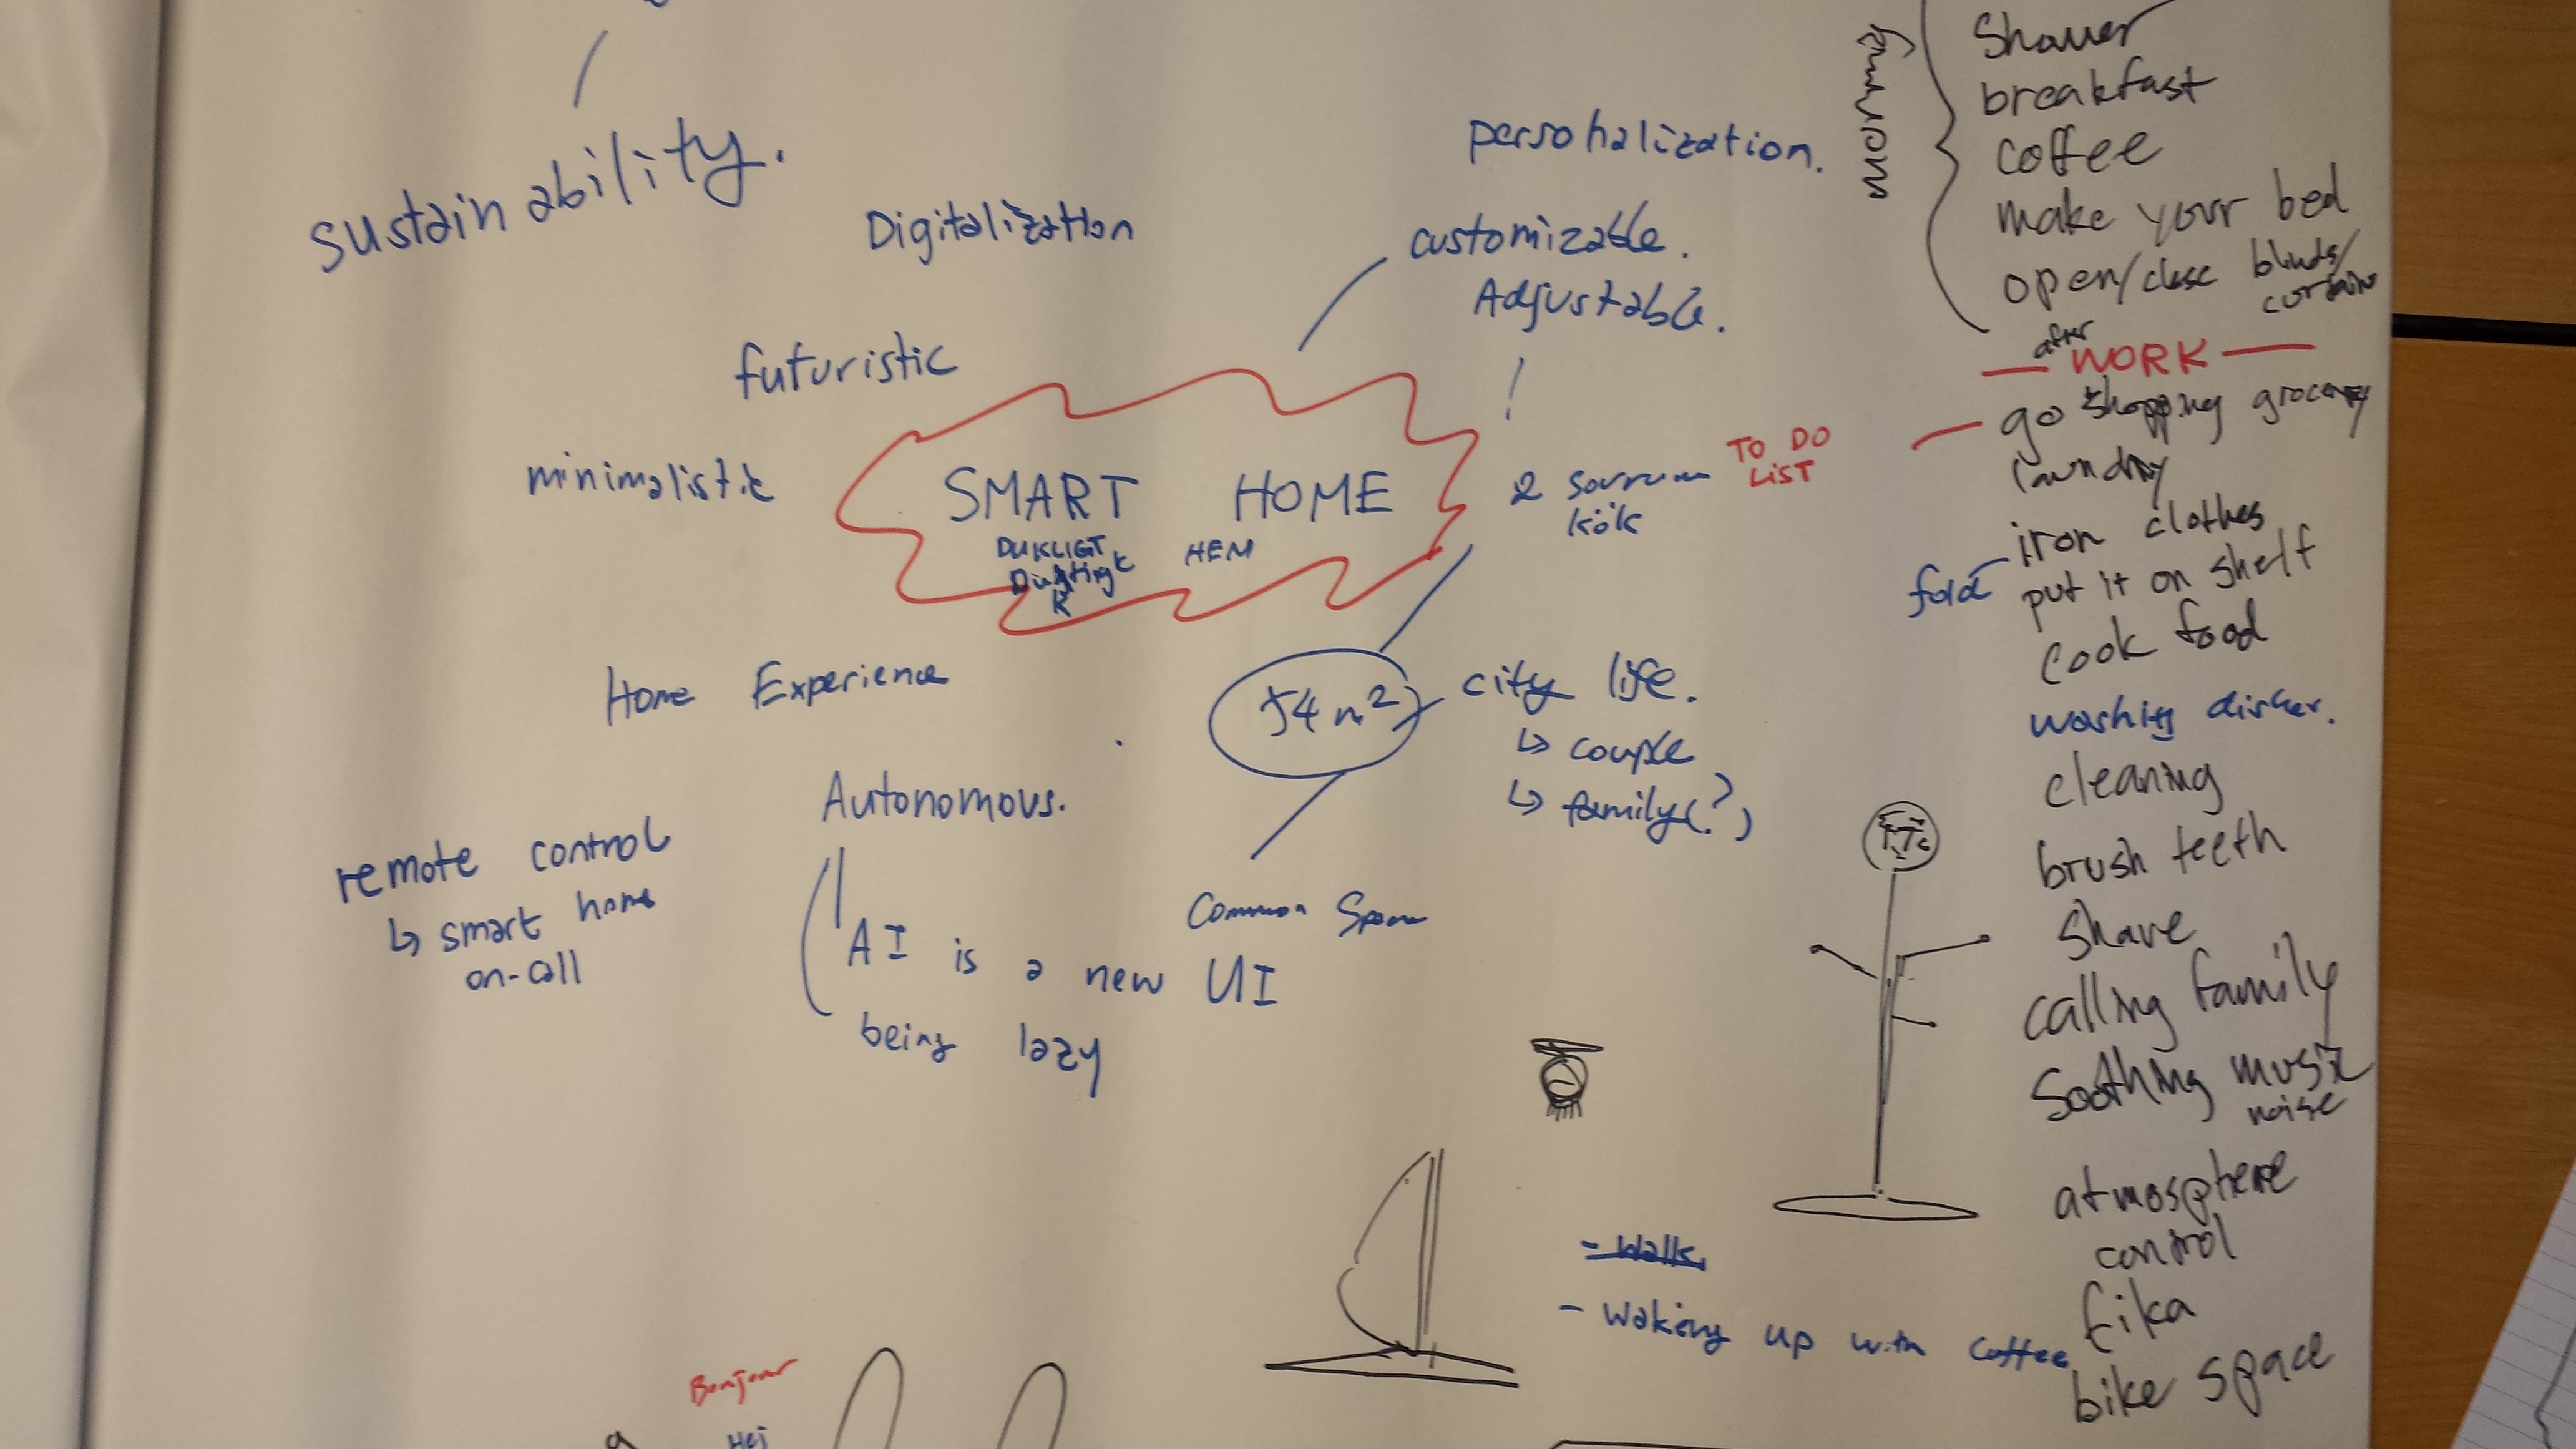 sustainability.
Digitalization
personalization.
customizable.
Adjustable.
futuristic
minimalistic
SMART HOME
DUKLIGT HEM
2 sovrum
kök
TO DO
LIST
Home Experience
54 m²
city life.
↳ couple
↳ family(?)
Autonomous.
remote control
↳ smart home
on-call
Common
AI is a new UI
being lazy
- Walk
- Waking up with Coffee
Bonjour
Hej
morning
Shower
breakfast
coffee
make your bed
open/close blinds/
curtains
after
WORK
go shopping grocery
laundry
iron clothes
fold
put it on shelf
cook food
washing
cleaning
brush teeth
shave
calling family
Soothing music
noise
atmosphere
control
fika
bike space